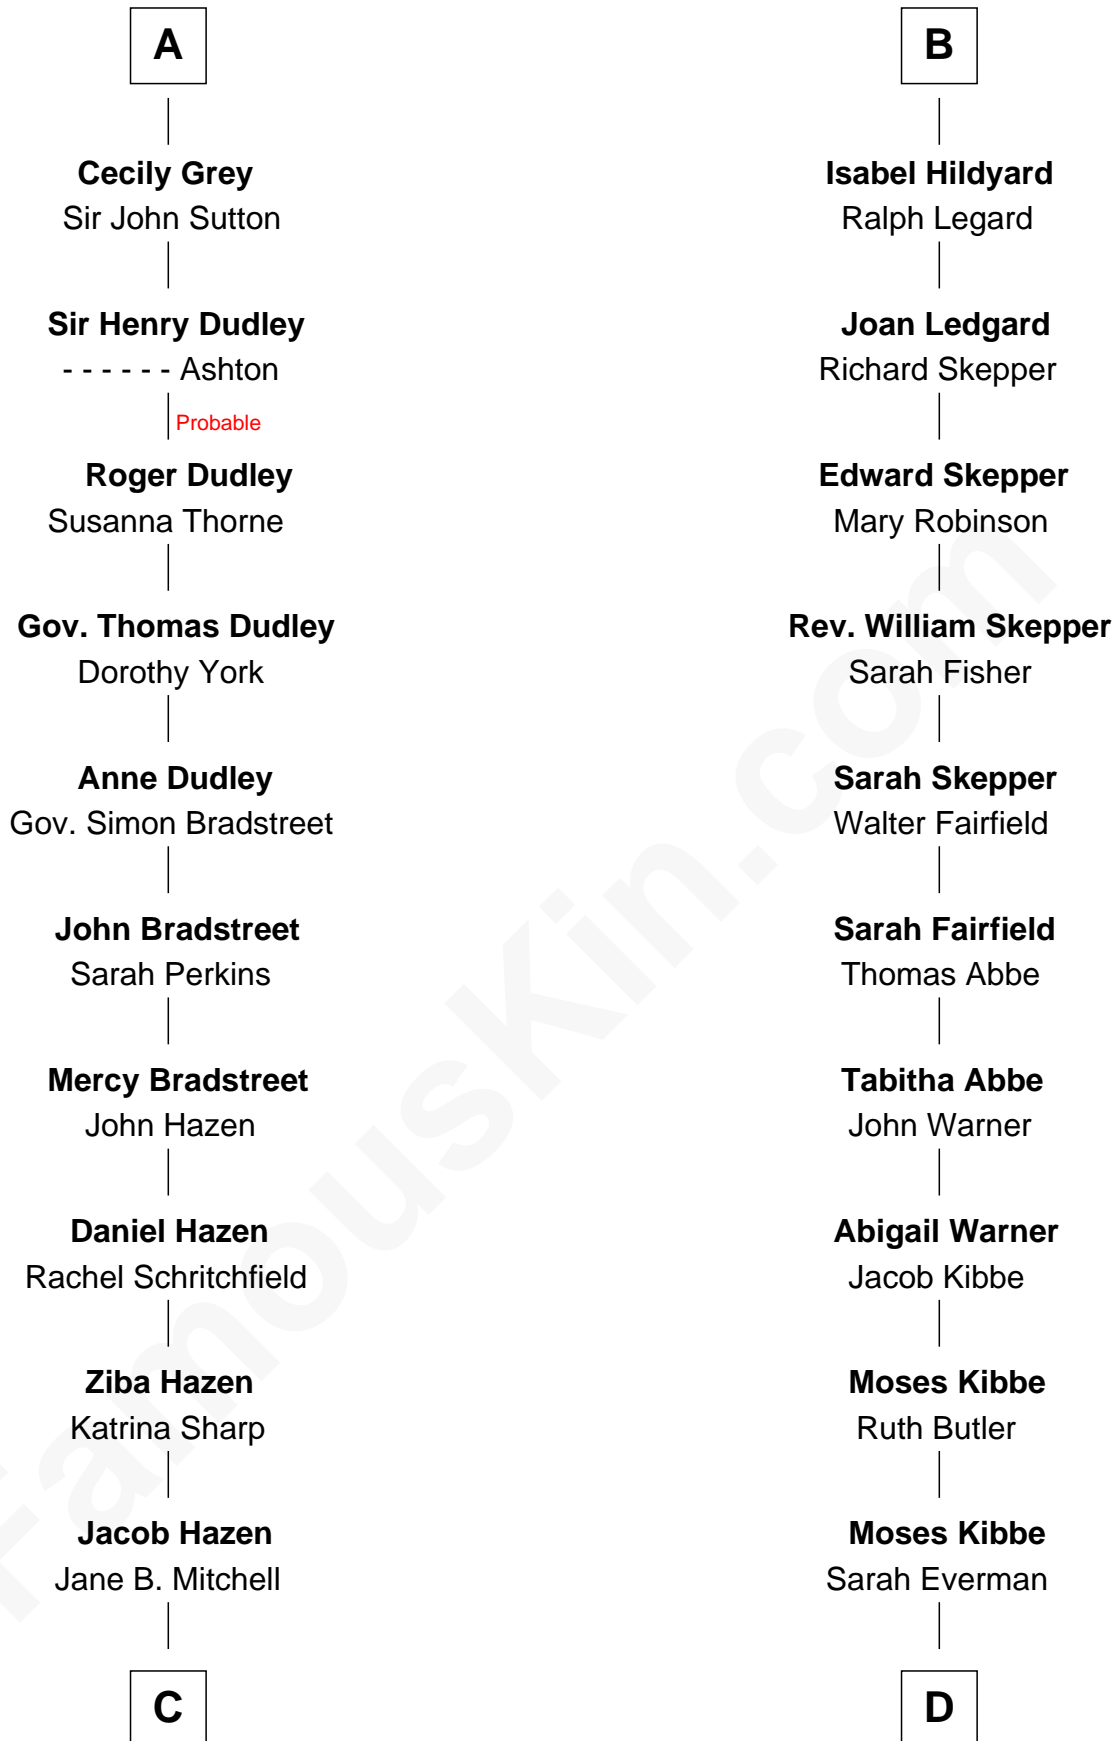 A
Cecily Grey
Sir John Sutton
Sir Henry Dudley
- - - - - - Ashton
Probable
Roger Dudley
Susanna Thorne
Gov. Thomas Dudley
Dorothy York
Anne Dudley
Gov. Simon Bradstreet
John Bradstreet
Sarah Perkins
Mercy Bradstreet
John Hazen
Daniel Hazen
Rachel Schritchfield
Ziba Hazen
Katrina Sharp
Jacob Hazen
Jane B. Mitchell
C
B
Isabel Hildyard
Ralph Legard
Joan Ledgard
Richard Skepper
Edward Skepper
Mary Robinson
Rev. William Skepper
Sarah Fisher
Sarah Skepper
Walter Fairfield
Sarah Fairfield
Thomas Abbe
Tabitha Abbe
John Warner
Abigail Warner
Jacob Kibbe
Moses Kibbe
Ruth Butler
Moses Kibbe
Sarah Everman
D
FamousKin.com